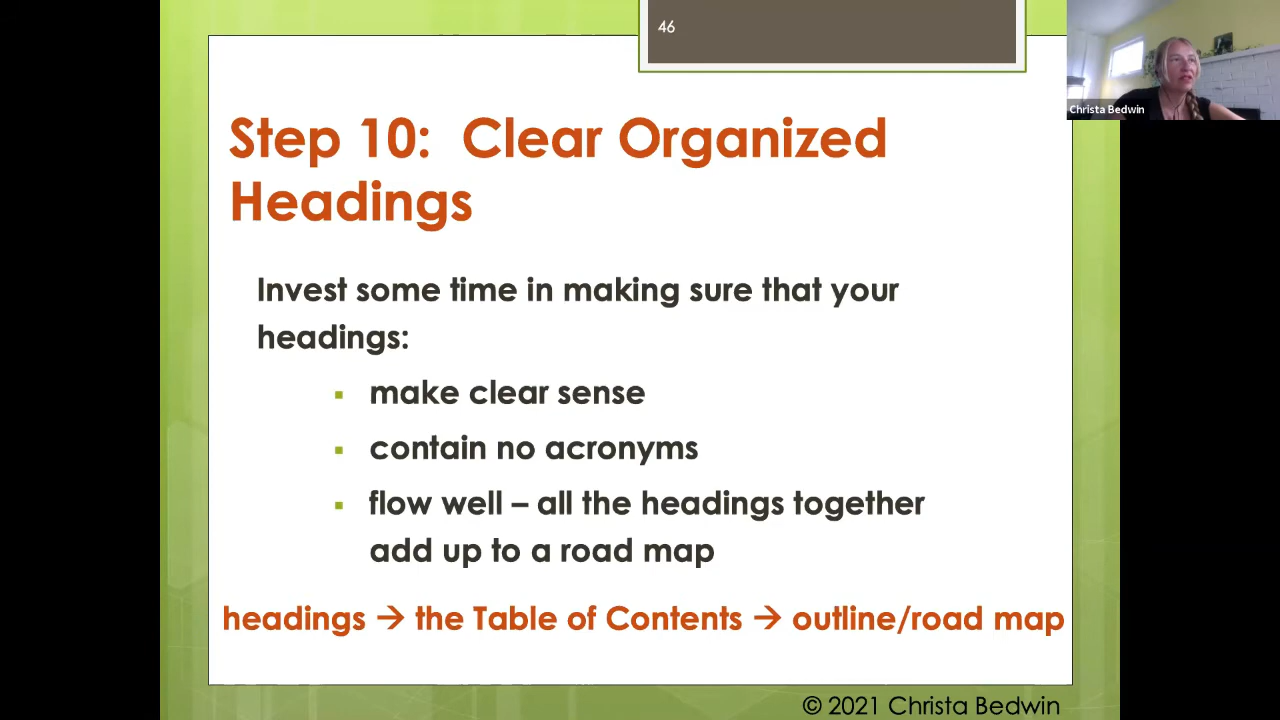 46
Christa Bedwin
Step 10:  Clear Organized
Headings
Invest some time in making sure that your
headings:
▪ make clear sense
▪ contain no acronyms
▪ flow well – all the headings together
add up to a road map
headings → the Table of Contents → outline/road map
© 2021 Christa Bedwin